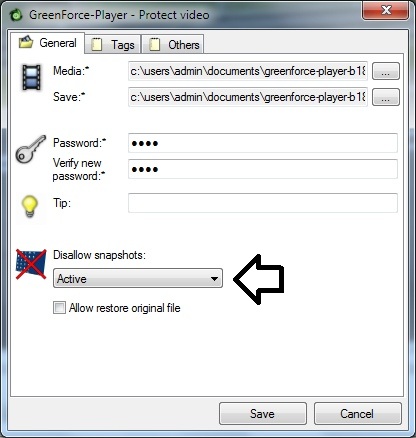 GreenForce-Player - Protect video
General Tags Others
Media:* c:\users\admin\documents\greenforce-player-b18 ...
Save:* c:\users\admin\documents\greenforce-player-b18 ...
Password:* ●●●●
Verify new
password:* ●●●●
Tip:
Disallow snapshots:
Active
Allow restore original file
Save Cancel